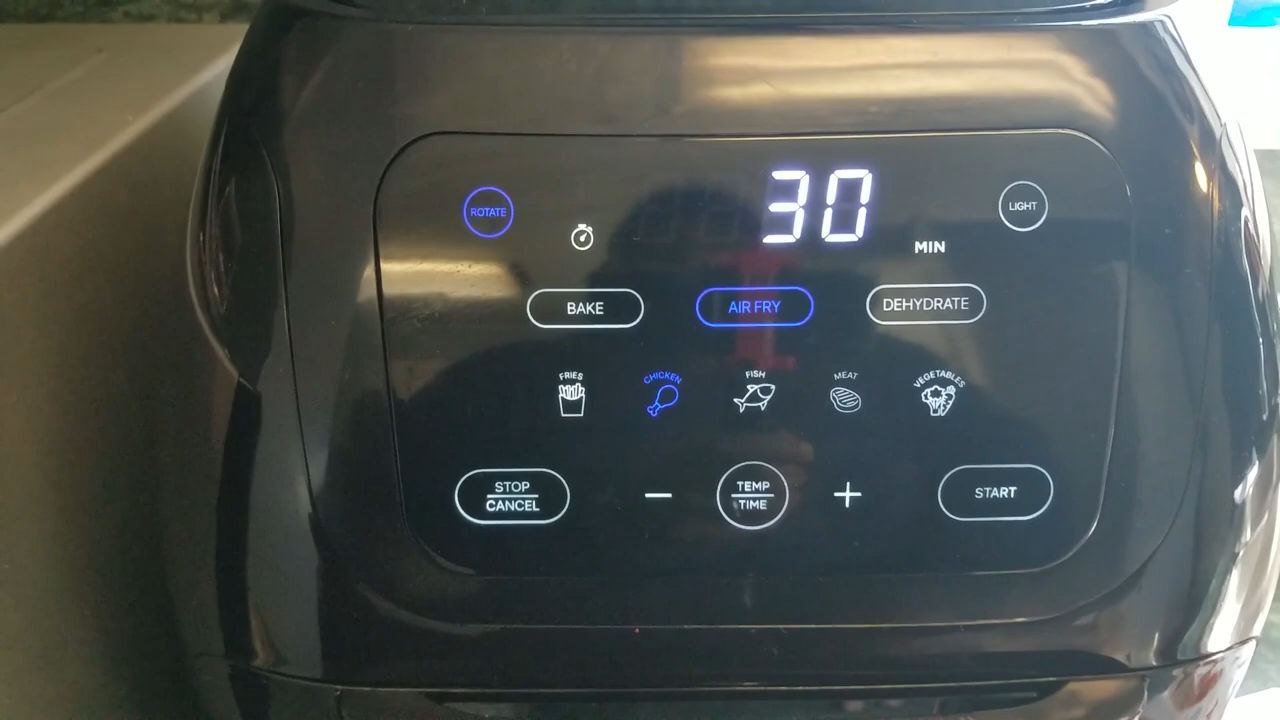 ROTATE
30
MIN
LIGHT
BAKE
AIR FRY
DEHYDRATE
FRIES
CHICKEN
FISH
MEAT
VEGETABLES
STOP
CANCEL
−
TEMP
TIME
+
START